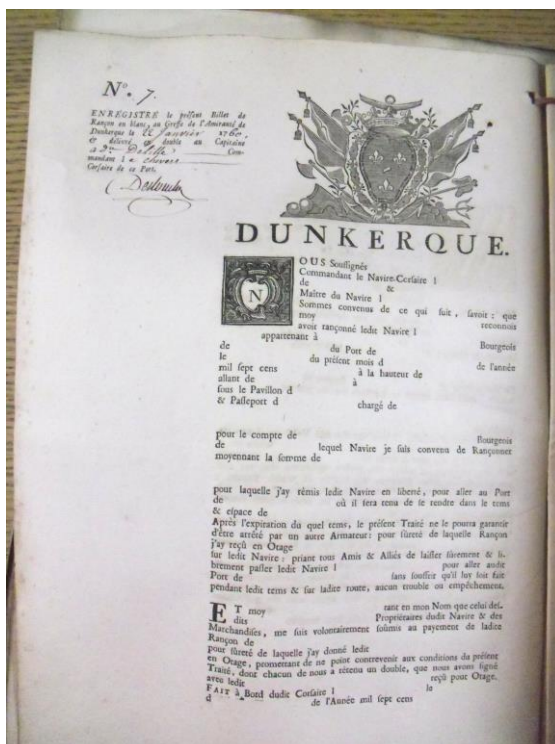 N°. 7.
ENREGISTRÉ le présent Billet de
Rançon en blanc, au Greffe de l'Amirauté de
Dunkerque le 22 Janvier 1760.
& délivré double au Capitaine
Com-
mandant l
Corsaire de ce Port.
DUNKERQUE.
NOUS Soussignés
Commandant le Navire Corsaire l
de &
Maître du Navire l
Sommes convenus de ce qui suit, savoir : que
moy reconnois
avoir rançonné ledit Navire l
appartenant à Bourgeois
de du Port de
le du présent mois d de l'année
mil sept cens à la hauteur de
allant de à
sous le Pavillon d
& Passeport d chargé de
pour le compte de Bourgeois
de lequel Navire je suis convenu de Rançonner
moyennant la somme de
pour laquelle j'ay rémis ledit Navire en liberté, pour aller au Port
de où il sera tenu de se rendre dans le tems
& espace de
Après l'expiration du quel tems, le présent Traité ne le pourra garantir
d'être arrêté par un autre Armateur : pour sûreté de laquelle Rançon
j'ay reçû en Otage
sur ledit Navire : priant tous Amis & Alliés de laisser sûrement & li-
brement passer ledit Navire l pour aller audit
Port de sans souffrir qu'il luy soit fait
pendant ledit tems & sur ladite route, aucun trouble ou empêchement.
ET moy tant en mon Nom que celui des-
dits Propriétaires dudit Navire & des
Marchandises, me suis volontairement soûmis au payement de ladite
Rançon de
pour sûreté de laquelle j'ay donné ledit
en Otage, promettant de ne point contrevenir aux conditions du présent
Traité, dont chacun de nous a rétenu un double, que nous avons signé
avec ledit reçû pout Otage.
FAIT à Bord dudit Corsaire l le
d de l'Année mil sept cens